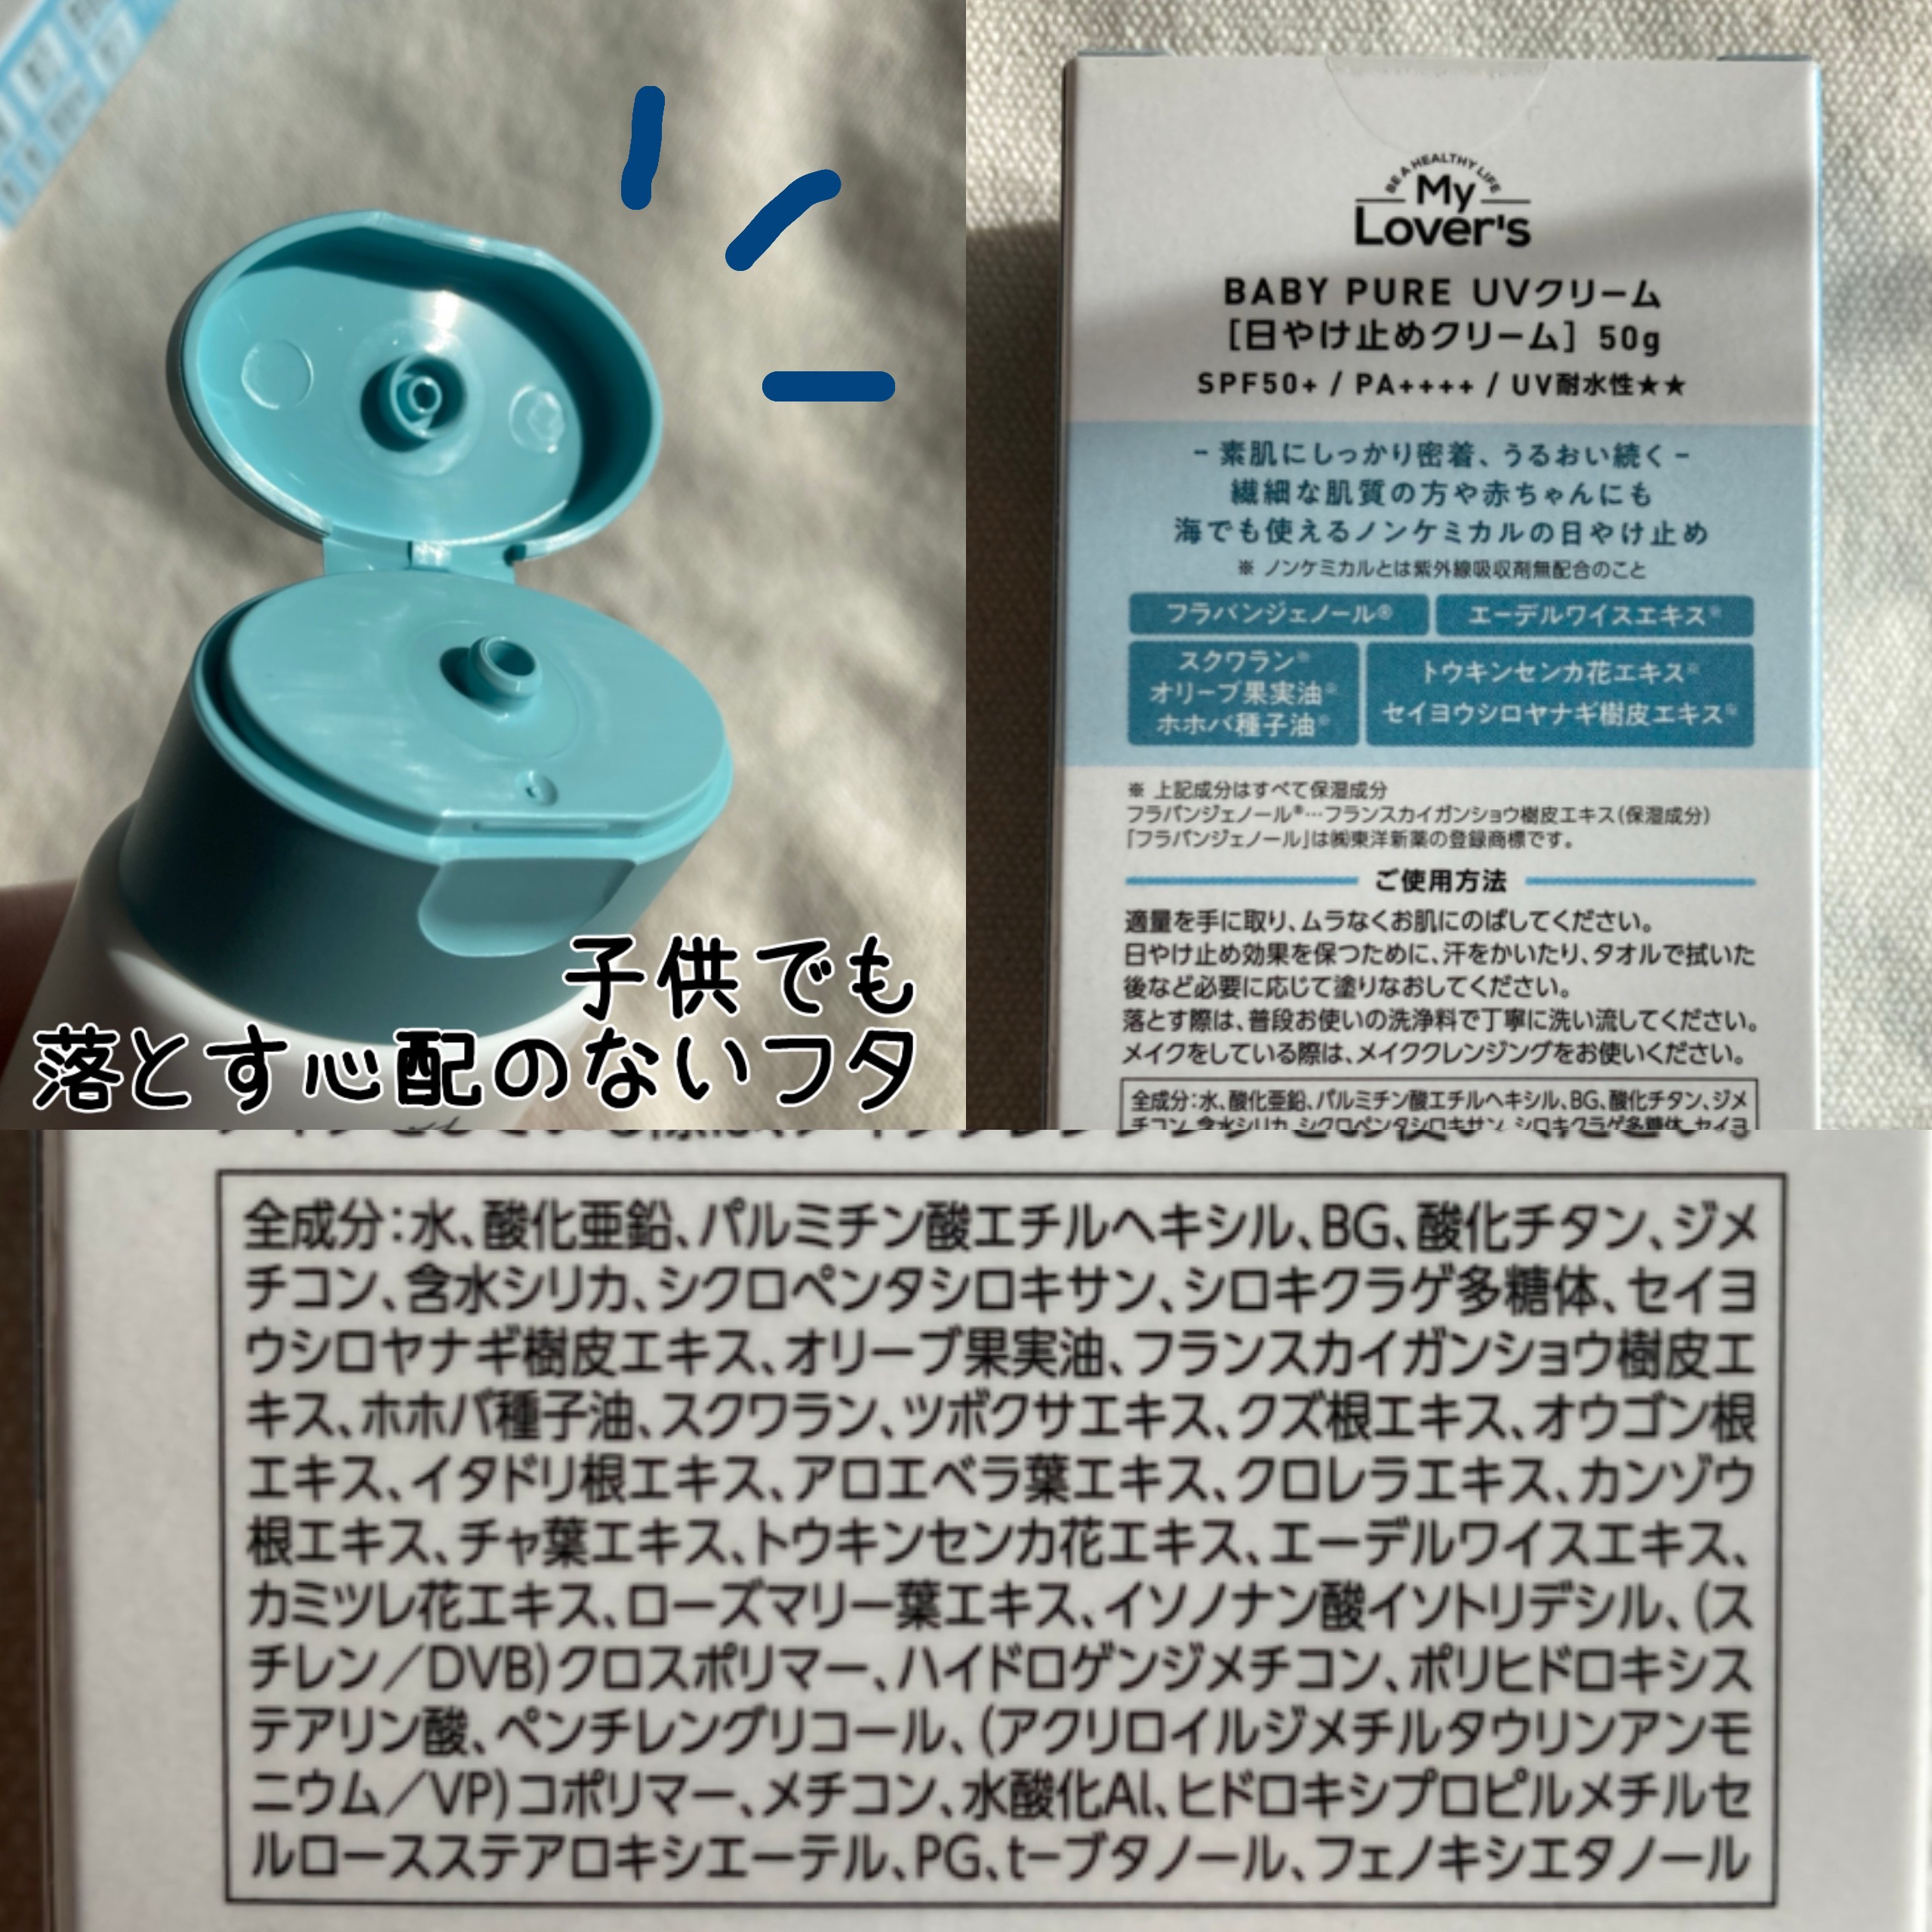 子供でも
落とす心配のないフタ
BE A HEALTHY LIFE
My
Lover's
BABY PURE UVクリーム
[日やけ止めクリーム] 50g
SPF50+ / PA++++ / UV耐水性★★
- 素肌にしっかり密着、うるおい続く -
繊細な肌質の方や赤ちゃんにも
海でも使えるノンケミカルの日やけ止め
※ ノンケミカルとは紫外線吸収剤無配合のこと
フラバンジェノール® エーデルワイスエキス※
スクワラン※
オリーブ果実油※
ホホバ種子油※
トウキンセンカ花エキス※
セイヨウシロヤナギ樹皮エキス※
※ 上記成分はすべて保湿成分
フラバンジェノール®…フランスカイガンショウ樹皮エキス(保湿成分)
「フラバンジェノール」は㈱東洋新薬の登録商標です。
ご使用方法
適量を手に取り、ムラなくお肌にのばしてください。
日やけ止め効果を保つために、汗をかいたり、タオルで拭いた
後など必要に応じて塗りなおしてください。
落とす際は、普段お使いの洗浄料で丁寧に洗い流してください。
メイクをしている際は、メイククレンジングをお使いください。
全成分:水、酸化亜鉛、パルミチン酸エチルヘキシル、BG、酸化チタン、ジメ
チコン、含水シリカ、シクロペンタシロキサン、シロキクラゲ多糖体、セイヨ
全成分:水、酸化亜鉛、パルミチン酸エチルヘキシル、BG、酸化チタン、ジメ
チコン、含水シリカ、シクロペンタシロキサン、シロキクラゲ多糖体、セイヨ
ウシロヤナギ樹皮エキス、オリーブ果実油、フランスカイガンショウ樹皮エ
キス、ホホバ種子油、スクワラン、ツボクサエキス、クズ根エキス、オウゴン根
エキス、イタドリ根エキス、アロエベラ葉エキス、クロレラエキス、カンゾウ
根エキス、チャ葉エキス、トウキンセンカ花エキス、エーデルワイスエキス、
カミツレ花エキス、ローズマリー葉エキス、イソノナン酸イソトリデシル、(ス
チレン／DVB)クロスポリマー、ハイドロゲンジメチコン、ポリヒドロキシス
テアリン酸、ペンチレングリコール、(アクリロイルジメチルタウリンアンモ
ニウム／VP)コポリマー、メチコン、水酸化Al、ヒドロキシプロピルメチルセ
ルロースステアロキシエーテル、PG、t-ブタノール、フェノキシエタノール